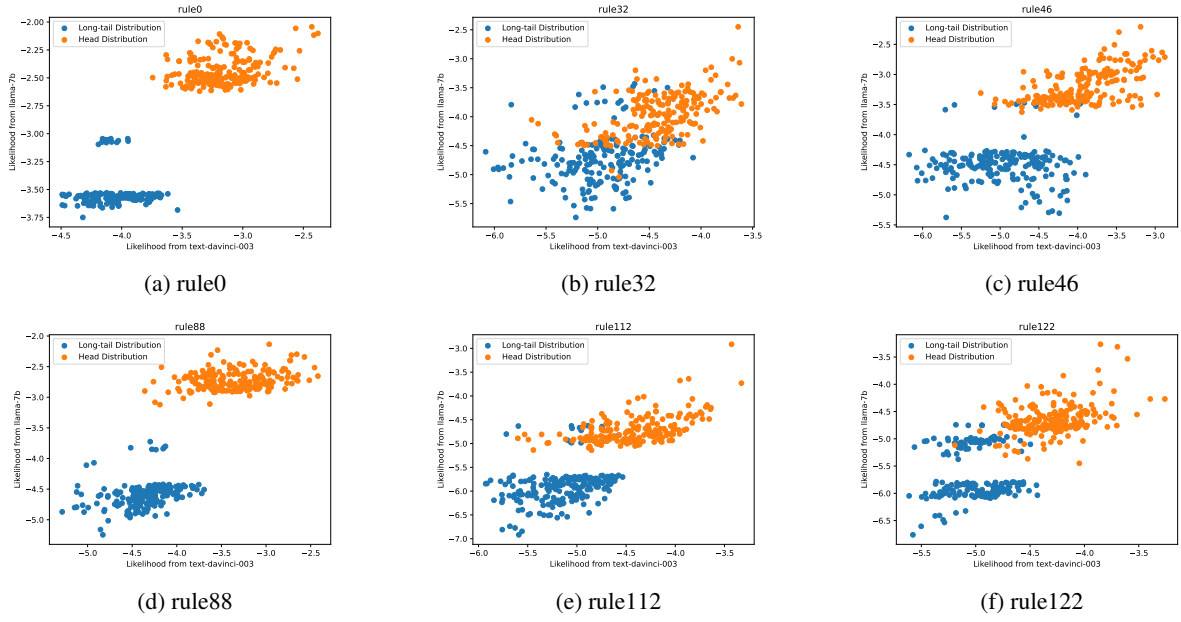 rule0
Long-tail Distribution
Head Distribution
Likelihood from llama-7b
−2.00
−2.25
−2.50
−2.75
−3.00
−3.25
−3.50
−3.75
−4.5 −4.0 −3.5 −3.0 −2.5
Likelihood from text-davinci-003
(a) rule0
rule32
Long-tail Distribution
Head Distribution
Likelihood from llama-7b
−2.5
−3.0
−3.5
−4.0
−4.5
−5.0
−5.5
−6.0 −5.5 −5.0 −4.5 −4.0 −3.5
Likelihood from text-davinci-003
(b) rule32
rule46
Long-tail Distribution
Head Distribution
Likelihood from llama-7b
−2.0
−2.5
−3.0
−3.5
−4.0
−4.5
−5.0
−5.5
−6.0 −5.5 −5.0 −4.5 −4.0 −3.5 −3.0
Likelihood from text-davinci-003
(c) rule46
rule88
Long-tail Distribution
Head Distribution
Likelihood from llama-7b
−2.0
−2.5
−3.0
−3.5
−4.0
−4.5
−5.0
−5.0 −4.5 −4.0 −3.5 −3.0 −2.5
Likelihood from text-davinci-003
(d) rule88
rule112
Long-tail Distribution
Head Distribution
Likelihood from llama-7b
−3.0
−3.5
−4.0
−4.5
−5.0
−5.5
−6.0
−6.5
−7.0
−6.0 −5.5 −5.0 −4.5 −4.0 −3.5
Likelihood from text-davinci-003
(e) rule112
rule122
Long-tail Distribution
Head Distribution
Likelihood from llama-7b
−3.5
−4.0
−4.5
−5.0
−5.5
−6.0
−6.5
−5.5 −5.0 −4.5 −4.0 −3.5
Likelihood from text-davinci-003
(f) rule122